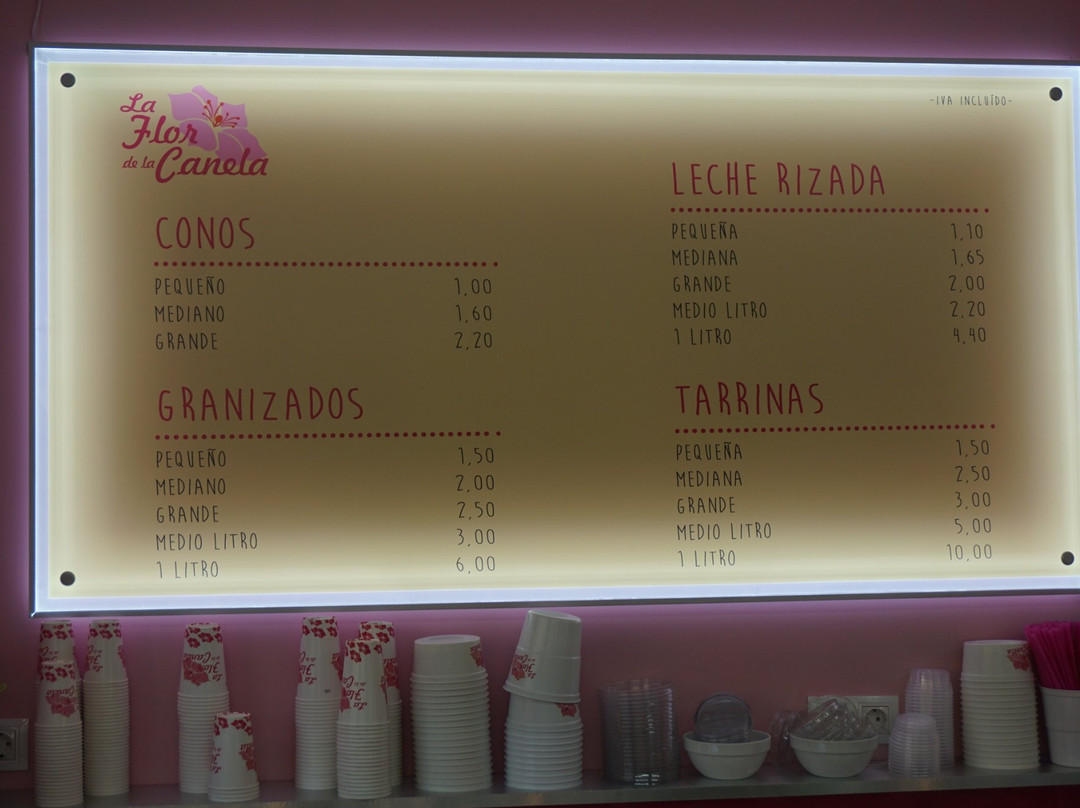 La
Flor
de la Canela
-IVA INCLUÍDO-
CONOS
PEQUEÑO 1,00
MEDIANO 1,60
GRANDE 2,20
GRANIZADOS
PEQUEÑO 1,50
MEDIANO 2,00
GRANDE 2,50
MEDIO LITRO 3,00
1 LITRO 6,00
LECHE RIZADA
PEQUEÑA 1,10
MEDIANA 1,65
GRANDE 2,00
MEDIO LITRO 2,20
1 LITRO 4,40
TARRINAS
PEQUEÑA 1,50
MEDIANA 2,50
GRANDE 3,00
MEDIO LITRO 5,00
1 LITRO 10,00